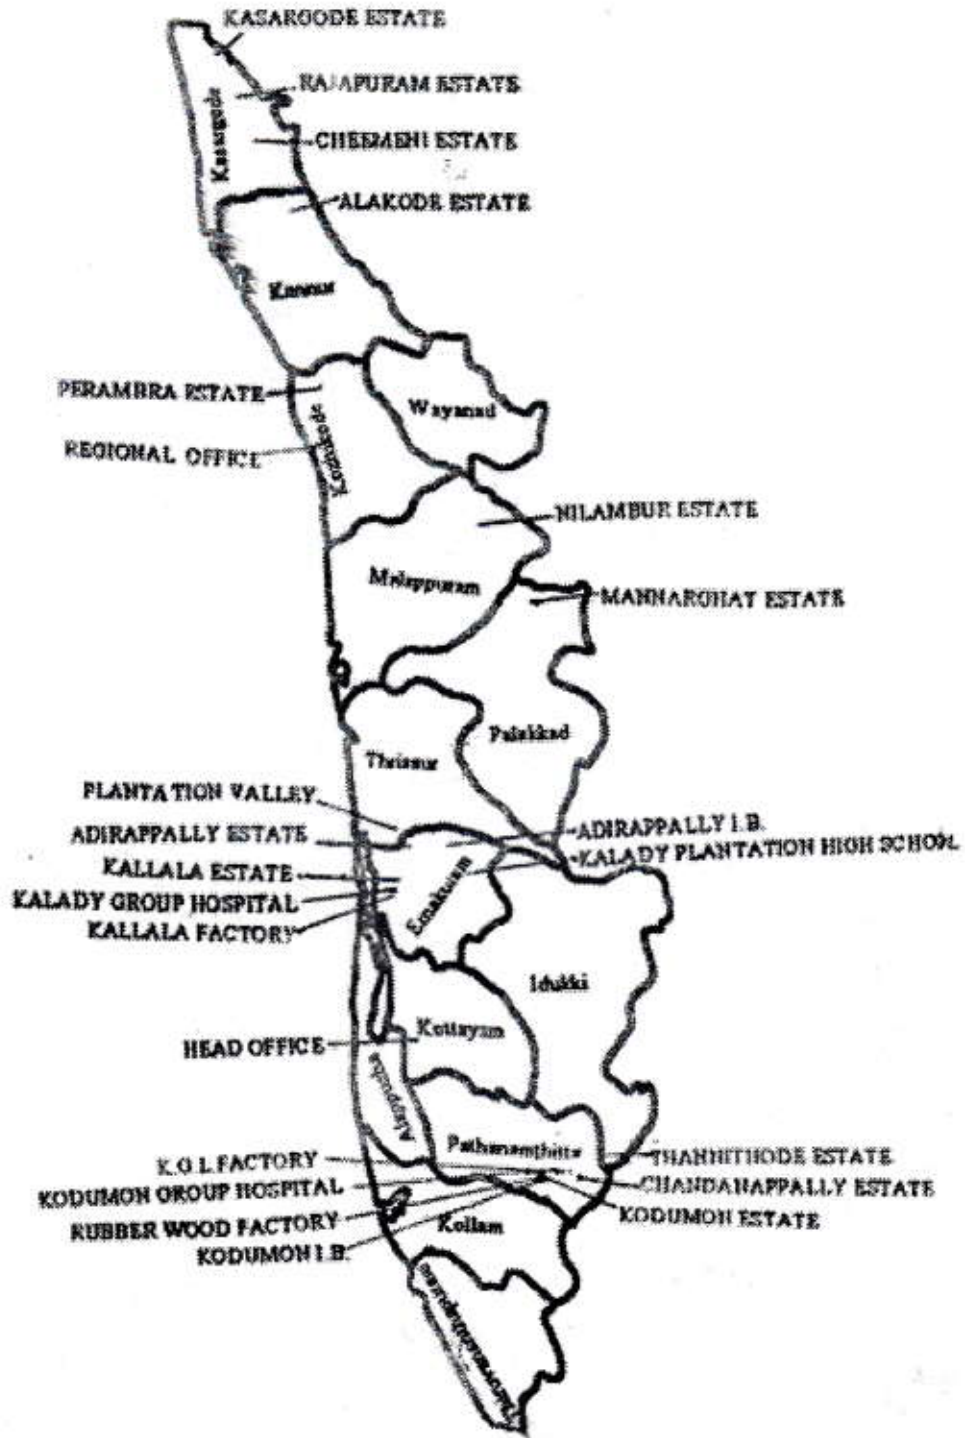 KASARGODE ESTATE
RAJAPURAM ESTATE
Kasargode
CHEEMENI ESTATE
ALAKODE ESTATE
Kannur
PERAMBRA ESTATE
Wayanad
Kozhikode
REGIONAL OFFICE
NILAMBUR ESTATE
Malappuram
MANNARGHAT ESTATE
Palakkad
Thrissur
PLANTATION VALLEY
ADIRAPPALLY ESTATE
ADIRAPPALLY I.B.
KALADY PLANTATION HIGH SCHOOL
KALLALA ESTATE
KALADY GROUP HOSPITAL
Ernakulam
KALLALA FACTORY
Idukki
Kottayam
HEAD OFFICE
Alappuzha
Pathanamthitta
THANNITHODE ESTATE
K.G.L FACTORY
CHANDANAPPALLY ESTATE
KODUMON GROUP HOSPITAL
KODUMON ESTATE
RUBBER WOOD FACTORY
Kollam
KODUMON I.B.